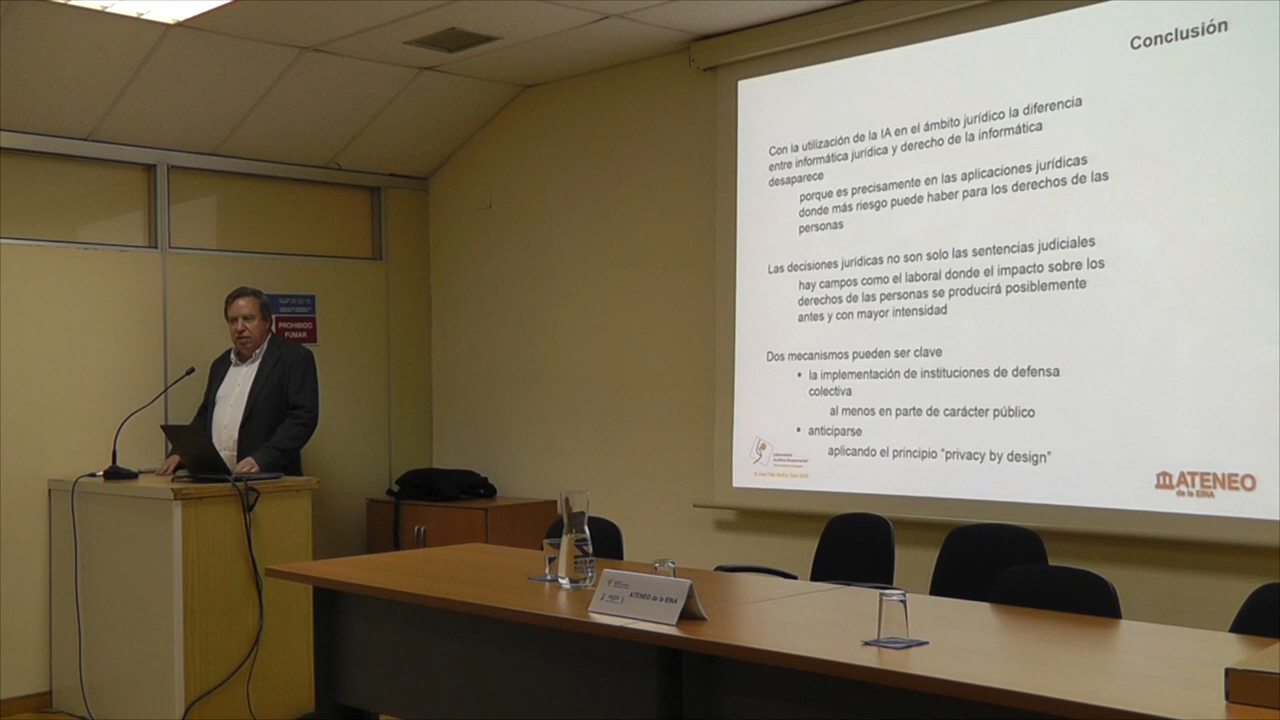 Conclusión
Con la utilización de la IA en el ámbito jurídico la diferencia
entre informática jurídica y derecho de la informática
desaparece
porque es precisamente en las aplicaciones jurídicas
donde más riesgo puede haber para los derechos de las
personas
Las decisiones jurídicas no son solo las sentencias judiciales
hay campos como el laboral donde el impacto sobre los
derechos de las personas se producirá posiblemente
antes y con mayor intensidad
Dos mecanismos pueden ser clave
• la implementación de instituciones de defensa
colectiva
al menos en parte de carácter público
• anticiparse
aplicando el principio "privacy by design"
ATENEO
de la EINA
PROHIBIDO
FUMAR
ATENEO de la EINA